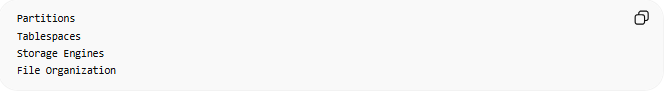 Partitions
Tablespaces
Storage Engines
File Organization